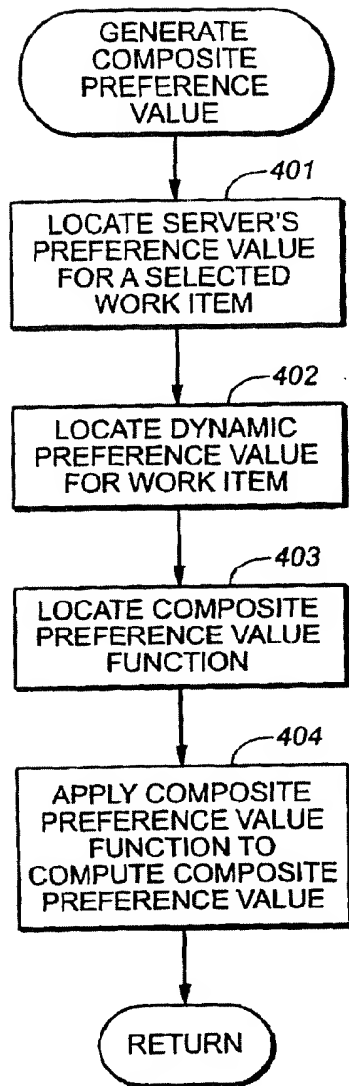 GENERATE
COMPOSITE
PREFERENCE
VALUE
401
LOCATE SERVER'S
PREFERENCE VALUE
FOR A SELECTED
WORK ITEM
402
LOCATE DYNAMIC
PREFERENCE VALUE
FOR WORK ITEM
403
LOCATE COMPOSITE
PREFERENCE VALUE
FUNCTION
404
APPLY COMPOSITE
PREFERENCE VALUE
FUNCTION TO
COMPUTE COMPOSITE
PREFERENCE VALUE
RETURN